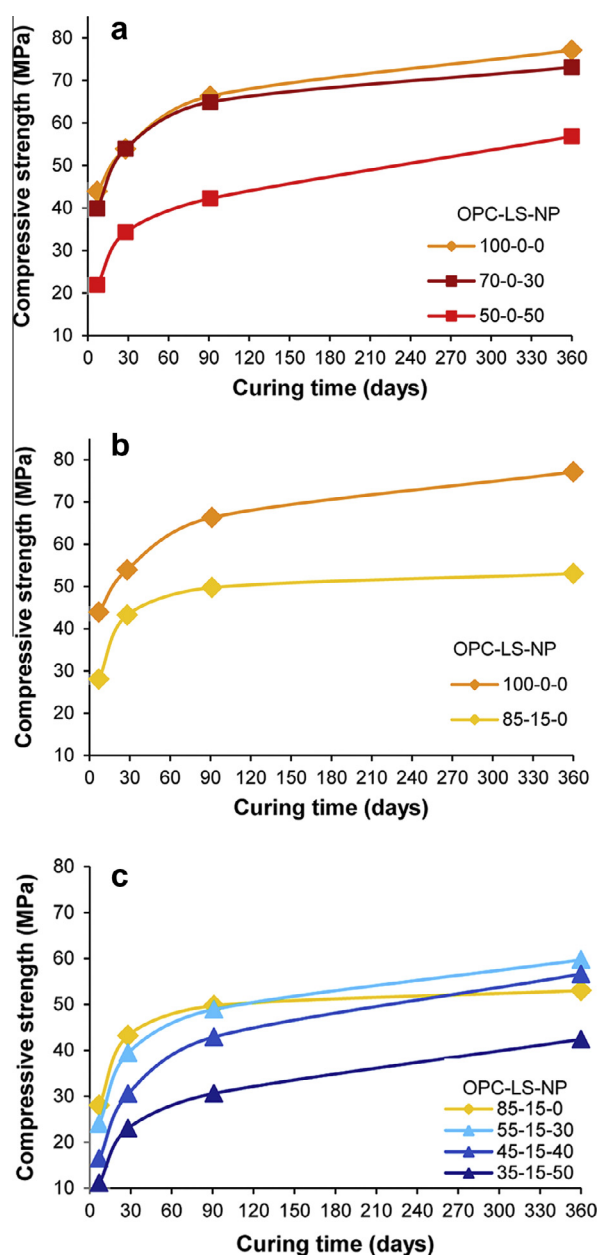 a
Compressive strength (MPa)
80
70
60
50
40
30
20
10
OPC-LS-NP
100-0-0
70-0-30
50-0-50
0 30 60 90 120 150 180 210 240 270 300 330 360
Curing time (days)
b
Compressive strength (MPa)
80
70
60
50
40
30
20
10
OPC-LS-NP
100-0-0
85-15-0
0 30 60 90 120 150 180 210 240 270 300 330 360
Curing time (days)
c
Compressive strength (MPa)
80
70
60
50
40
30
20
10
OPC-LS-NP
85-15-0
55-15-30
45-15-40
35-15-50
0 30 60 90 120 150 180 210 240 270 300 330 360
Curing time (days)